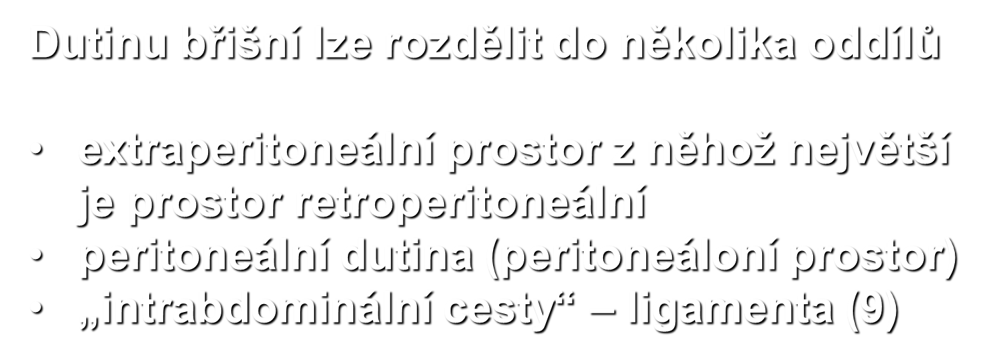 Dutinu břišní lze rozdělit do několika oddílů
• extraperitoneální prostor z něhož největší
je prostor retroperitoneální
• peritoneální dutina (peritoneáloní prostor)
• „intrabdominální cesty“ – ligamenta (9)